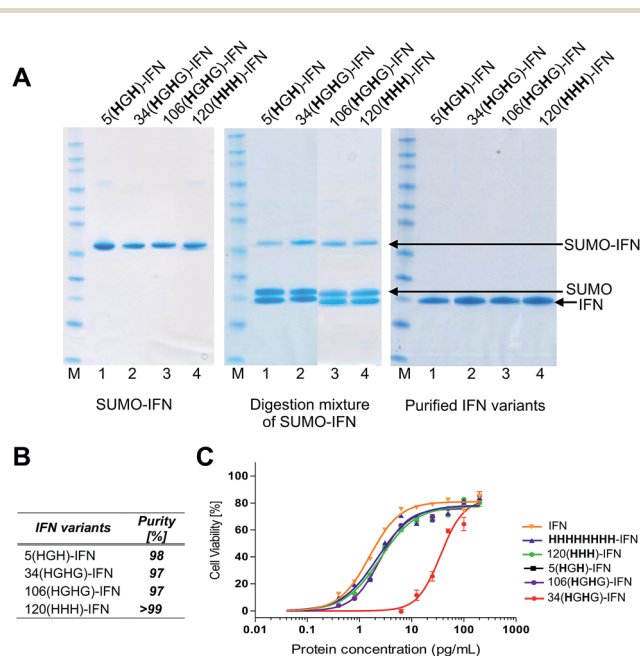 A
5(HGH)-IFN
34(HGHG)-IFN
106(HGHG)-IFN
120(HHH)-IFN
5(HGH)-IFN
34(HGHG)-IFN
106(HGHG)-IFN
120(HHH)-IFN
5(HGH)-IFN
34(HGHG)-IFN
106(HGHG)-IFN
120(HHH)-IFN
SUMO-IFN
SUMO
IFN
M 1 2 3 4
M 1 2 3 4
M 1 2 3 4
SUMO-IFN
Digestion mixture
of SUMO-IFN
Purified IFN variants
B
IFN variants Purity
[%]
5(HGH)-IFN 98
34(HGHG)-IFN 97
106(HGHG)-IFN 97
120(HHH)-IFN >99
C
Cell Viability [%]
100
80
60
40
20
0
0.01 0.1 1 10 100 1000
Protein concentration (pg/mL)
IFN
HHHHHHHH-IFN
120(HHH)-IFN
5(HGH)-IFN
106(HGHG)-IFN
34(HGHG)-IFN